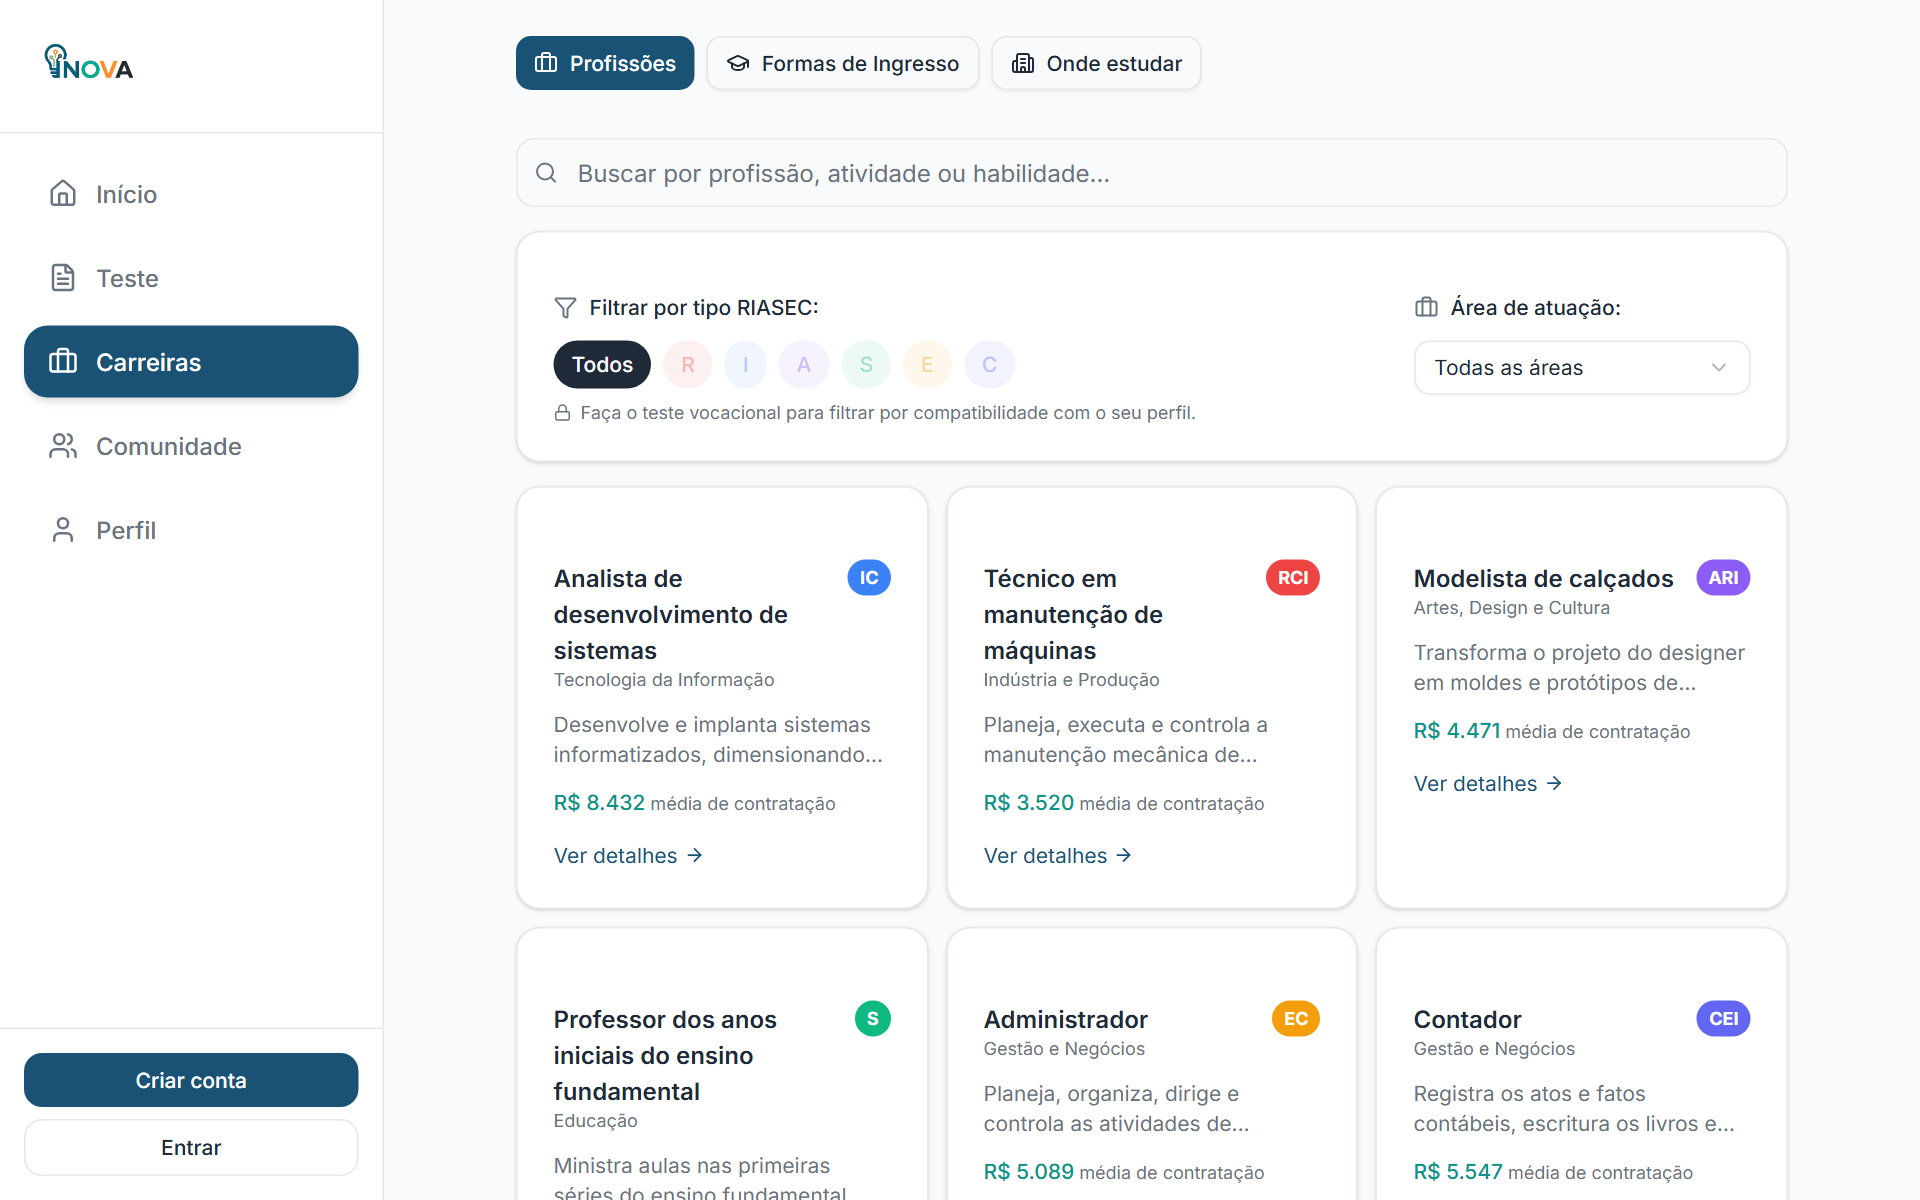 INOVA
Início
Teste
Carreiras
Comunidade
Perfil
Criar conta
Entrar
Profissões
Formas de Ingresso
Onde estudar
Buscar por profissão, atividade ou habilidade...
Filtrar por tipo RIASEC:
Todos R I A S E C
Faça o teste vocacional para filtrar por compatibilidade com o seu perfil.
Área de atuação:
Todas as áreas
Analista de
desenvolvimento de
sistemas
IC
Tecnologia da Informação
Desenvolve e implanta sistemas
informatizados, dimensionando...
R$ 8.432 média de contratação
Ver detalhes →
Técnico em
manutenção de
máquinas
RCI
Indústria e Produção
Planeja, executa e controla a
manutenção mecânica de...
R$ 3.520 média de contratação
Ver detalhes →
Modelista de calçados
ARI
Artes, Design e Cultura
Transforma o projeto do designer
em moldes e protótipos de...
R$ 4.471 média de contratação
Ver detalhes →
Professor dos anos
iniciais do ensino
fundamental
S
Educação
Ministra aulas nas primeiras
séries do ensino fundamental
Administrador
EC
Gestão e Negócios
Planeja, organiza, dirige e
controla as atividades de...
R$ 5.089 média de contratação
Contador
CEI
Gestão e Negócios
Registra os atos e fatos
contábeis, escritura os livros e...
R$ 5.547 média de contratação